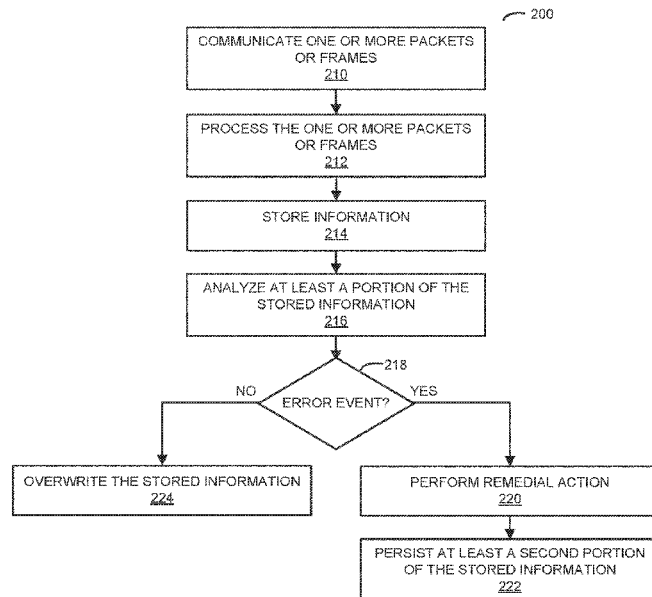 200
COMMUNICATE ONE OR MORE PACKETS
OR FRAMES
210
PROCESS THE ONE OR MORE PACKETS
OR FRAMES
212
STORE INFORMATION
214
ANALYZE AT LEAST A PORTION OF THE
STORED INFORMATION
216
218
NO
ERROR EVENT?
YES
OVERWRITE THE STORED INFORMATION
224
PERFORM REMEDIAL ACTION
220
PERSIST AT LEAST A SECOND PORTION
OF THE STORED INFORMATION
222